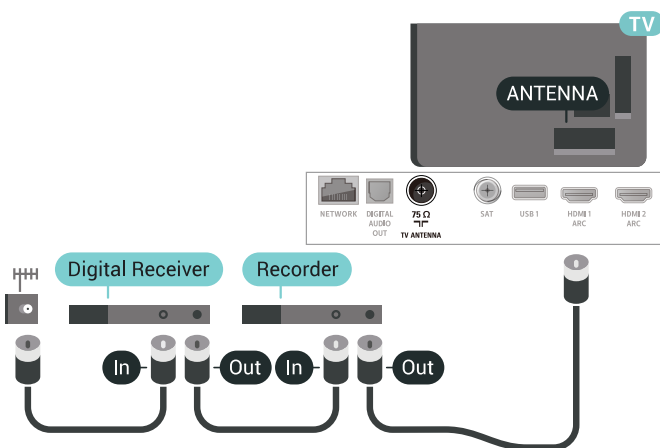 TV
ANTENNA
NETWORK
DIGITAL
AUDIO
OUT
75 Ω
TV ANTENNA
SAT
USB 1
HDMI 1
ARC
HDMI 2
ARC
Digital Receiver
Recorder
In
Out
In
Out